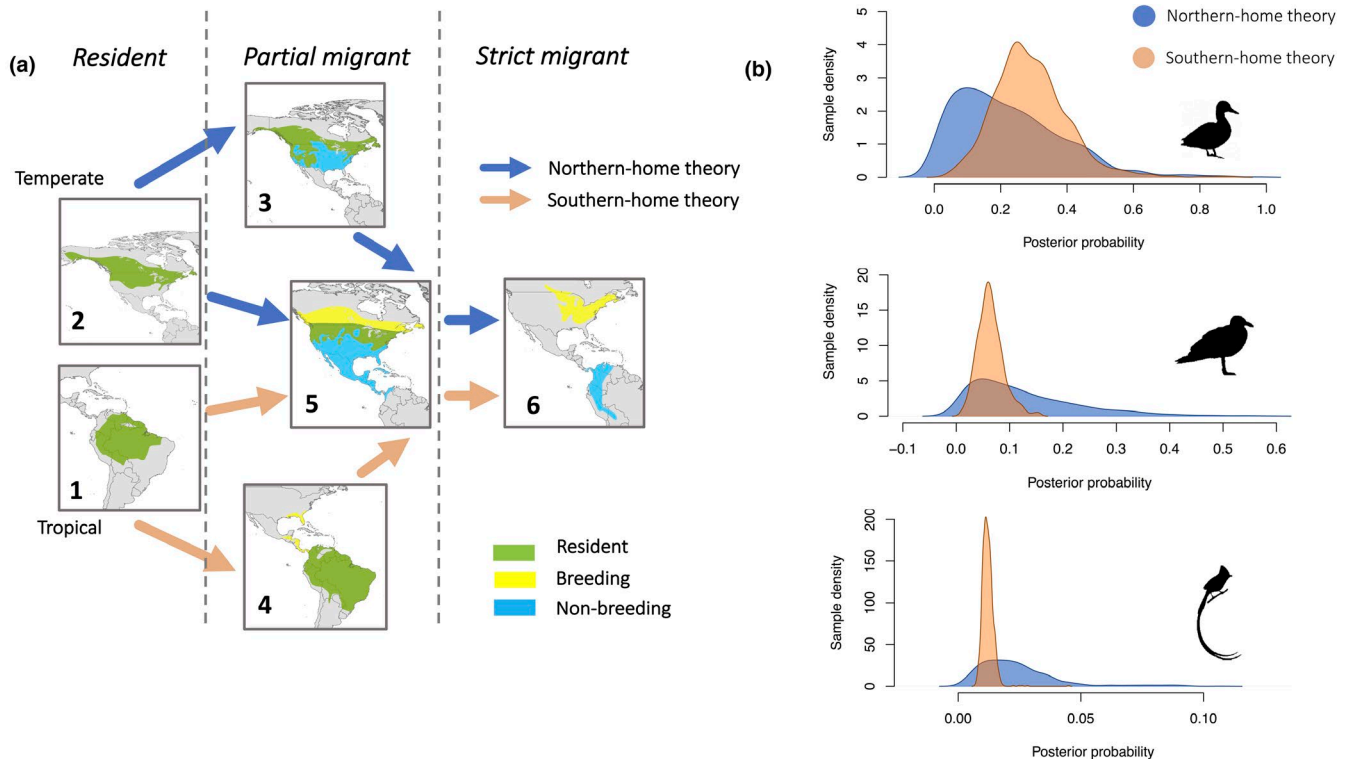 (a)
Resident
Partial migrant
Strict migrant
Temperate
Tropical
1
2
3
4
5
6
Northern-home theory
Southern-home theory
Resident
Breeding
Non-breeding
(b)
Northern-home theory
Southern-home theory
Sample density
5
4
3
2
1
0
0.0 0.2 0.4 0.6 0.8 1.0
Posterior probability
Sample density
20
15
10
5
0
−0.1 0.0 0.1 0.2 0.3 0.4 0.5 0.6
Posterior probability
Sample density
200
150
100
50
0
0.00 0.05 0.10
Posterior probability